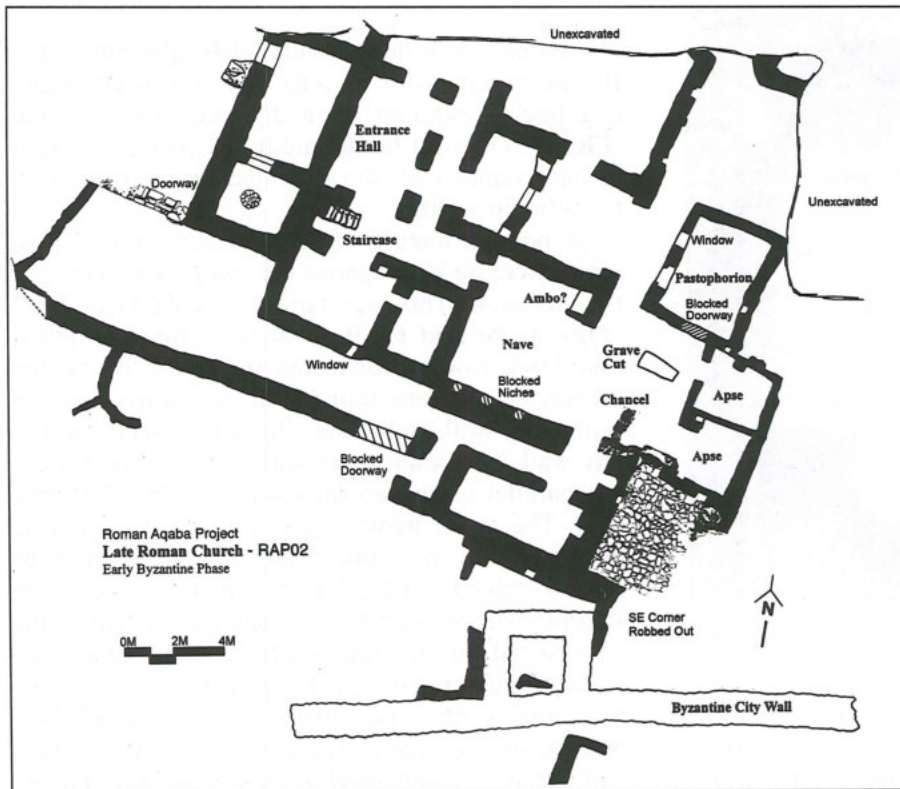 Unexcavated
Entrance
Hall
Doorway
Unexcavated
Staircase
Window
Pastophorion
Blocked
Doorway
Ambo?
Nave
Grave
Cut
Window
Blocked
Niches
Chancel
Apse
Apse
Blocked
Doorway
Roman Aqaba Project
Late Roman Church - RAP02
Early Byzantine Phase
0M 2M 4M
N
SE Corner
Robbed Out
Byzantine City Wall